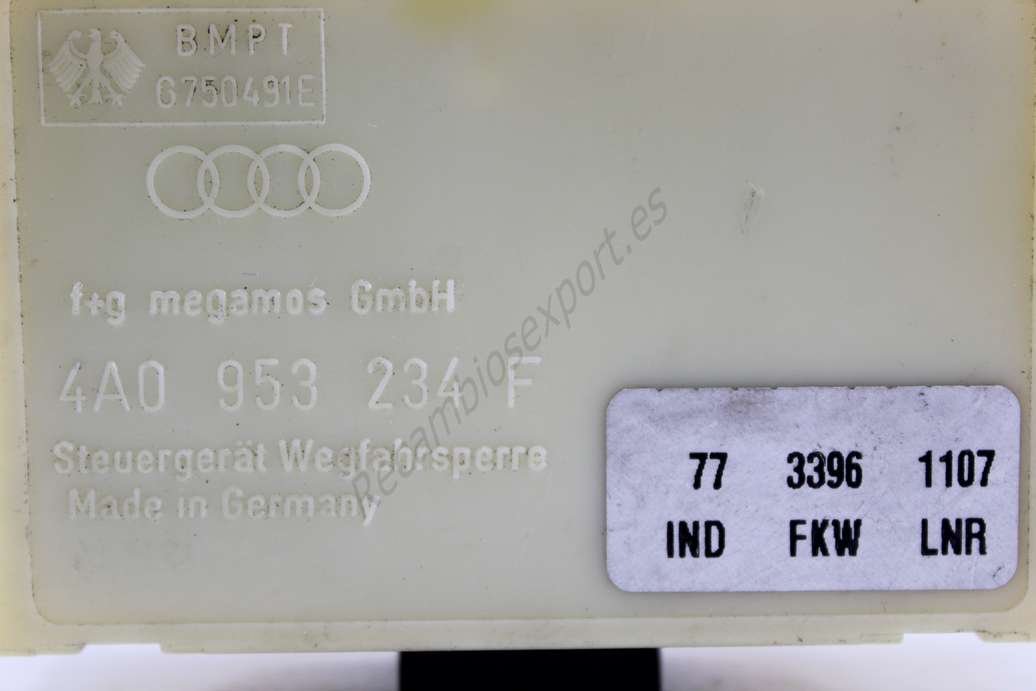 BMPT
G750491E
f+g megamos GmbH
4A0 953 234 F
Steuergerät Wegfahrsperre
Made in Germany
77 3396 1107
IND FKW LNR
Recambiosexport.es